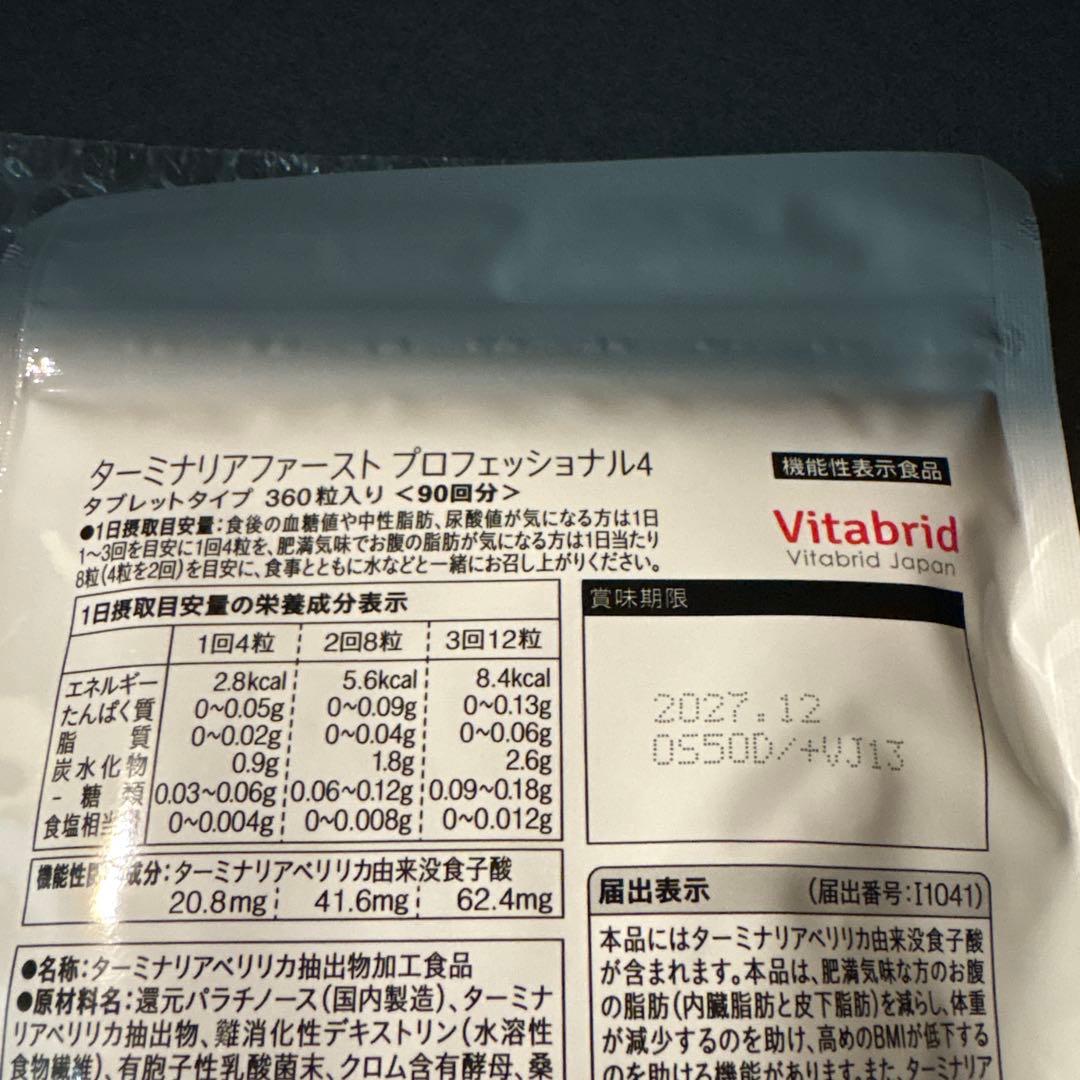 ターミナリアファースト プロフェッショナル4
タブレットタイプ 360粒入り <90回分>
●1日摂取目安量:食後の血糖値や中性脂肪、尿酸値が気になる方は1日
1~3回を目安に1回4粒を、肥満気味でお腹の脂肪が気になる方は1日当たり
8粒(4粒を2回)を目安に、食事とともに水などと一緒にお召し上がりください。
機能性表示食品
Vitabrid
Vitabrid Japan
1日摂取目安量の栄養成分表示
1回4粒 2回8粒 3回12粒
エネルギー 2.8kcal 5.6kcal 8.4kcal
たんぱく質 0~0.05g 0~0.09g 0~0.13g
脂質 0~0.02g 0~0.04g 0~0.06g
炭水化物 0.9g 1.8g 2.6g
- 糖類 0.03~0.06g 0.06~0.12g 0.09~0.18g
食塩相当 0~0.004g 0~0.008g 0~0.012g
機能性 成分:ターミナリアベリリカ由来没食子酸
20.8mg 41.6mg 62.4mg
●名称:ターミナリアベリリカ抽出物加工食品
●原材料名:還元パラチノース(国内製造)、ターミナ
リアベリリカ抽出物、難消化性デキストリン(水溶性
食物繊維)、有胞子性乳酸菌末、クロム含有酵母、桑
賞味期限
2027.12
0550D/+VJ13
届出表示 (届出番号:I1041)
本品にはターミナリアベリリカ由来没食子酸
が含まれます。本品は、肥満気味な方のお腹
の脂肪(内臓脂肪と皮下脂肪)を減らし、体重
が減少するのを助け、高めのBMIが低下する
のを助ける機能があります。また、ターミナリア